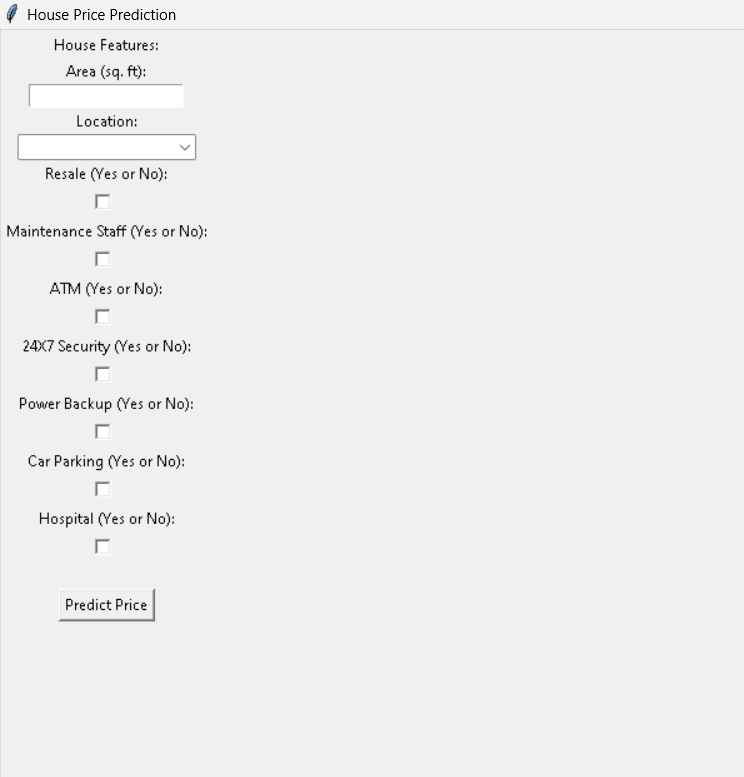 House Price Prediction
House Features:
Area (sq. ft):
Location:
Resale (Yes or No):
Maintenance Staff (Yes or No):
ATM (Yes or No):
24X7 Security (Yes or No):
Power Backup (Yes or No):
Car Parking (Yes or No):
Hospital (Yes or No):
Predict Price